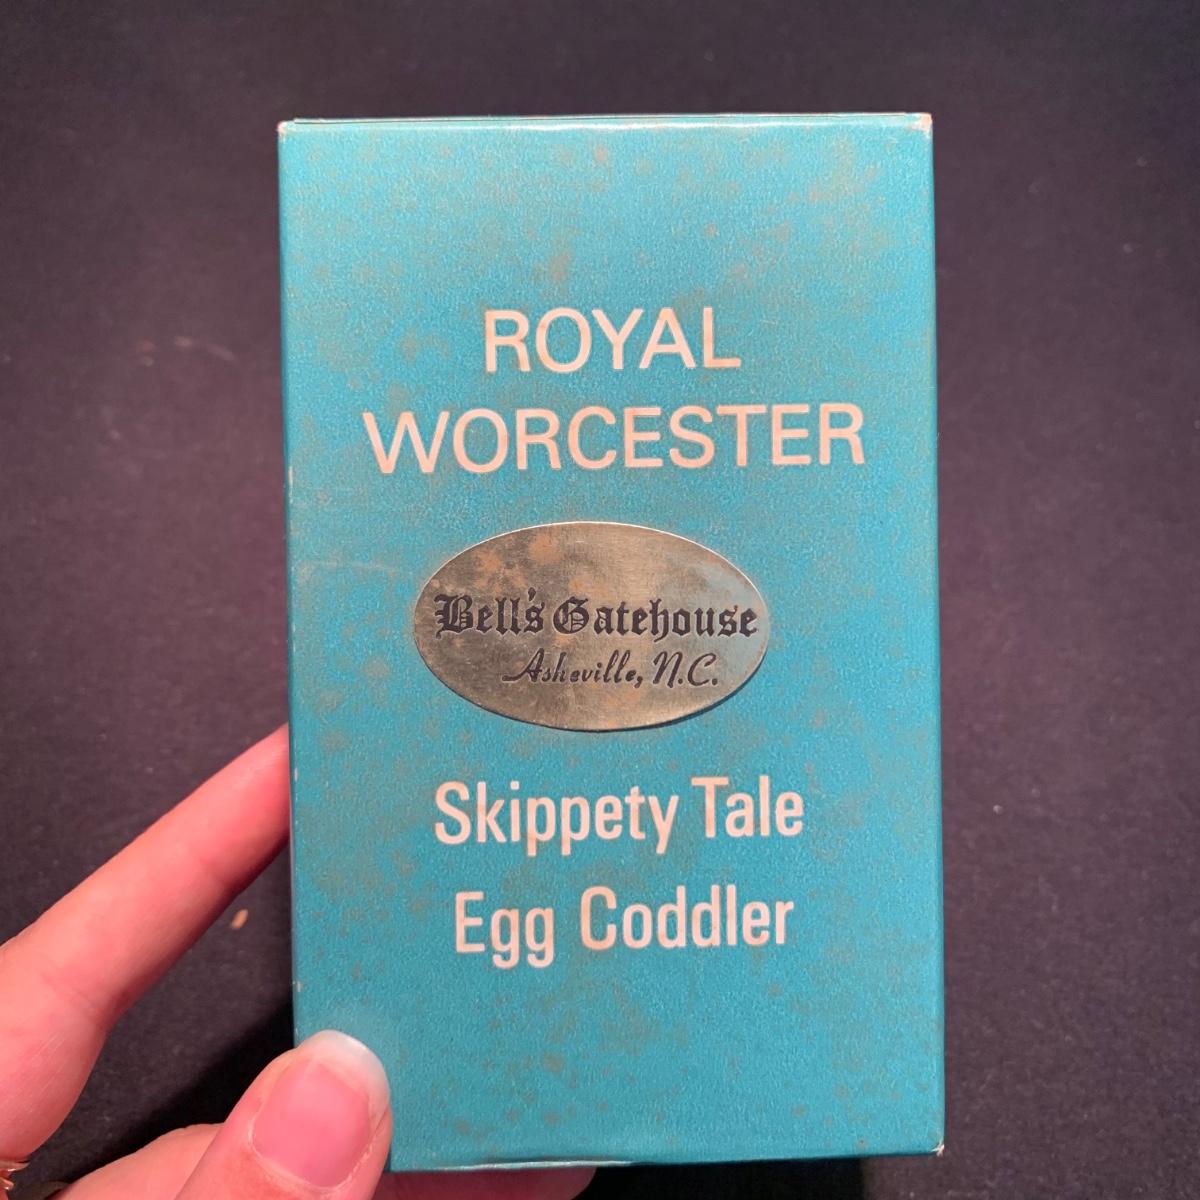 ROYAL
WORCESTER
Bell's Gatehouse
Asheville, N.C.
Skippety Tale
Egg Coddler